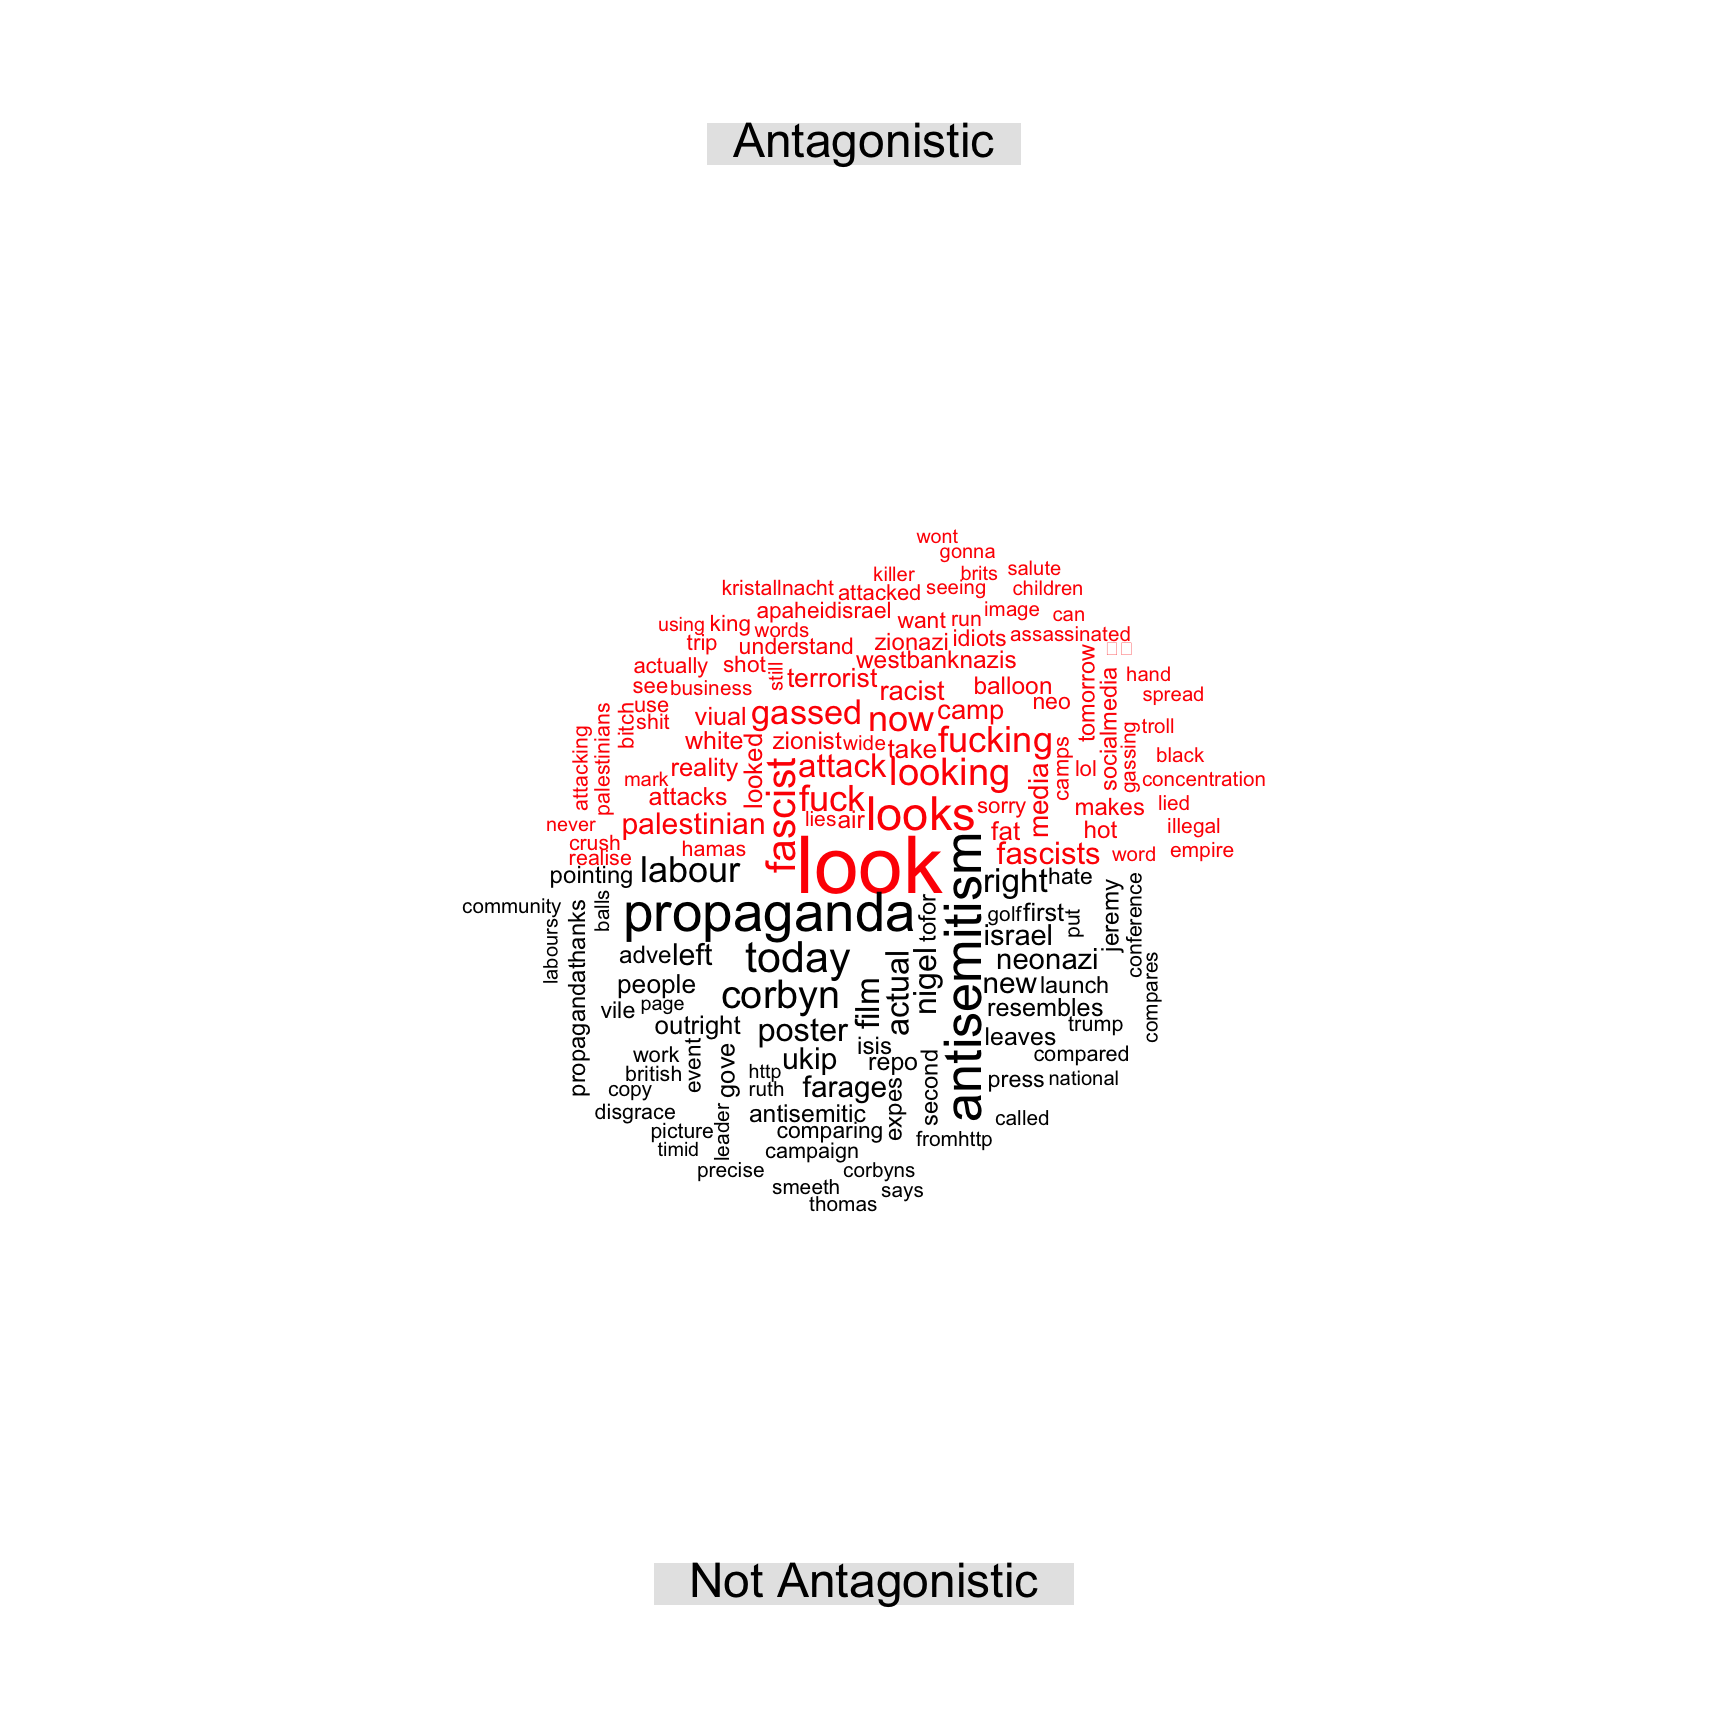 Antagonistic
wont
gonna
killer brits salute
kristallnacht attacked seeing children
apaheidisrael image
using king words want run can
trip understand zionazi idiots assassinated
actually shot still terrorist westbanknazis tomorrow hand
see business racist balloon socialmedia spread
use neo
bitch shit viual gassed now camp troll
palestinians white zionist wide take fucking gassing black
attacking reality looked attack looking media camps lol concentration
mark attacks fascist fuck sorry makes lied
never palestinian lies air looks fat hot illegal
crush hamas fascists word empire
realise look
pointing labour antisemitism right hate
community balls propaganda tofor golf first put jeremy conference
labours propagandathanks israel
adve left today actual nigel neonazi
people corbyn film new launch compares
vile page resembles
outright poster leaves trump
work event isis compared
british gove http ukip repo second
copy ruth farage press national
disgrace antisemitic expes called
picture leader comparing fromhttp
timid campaign
precise corbyns
smeeth says
thomas
Not Antagonistic